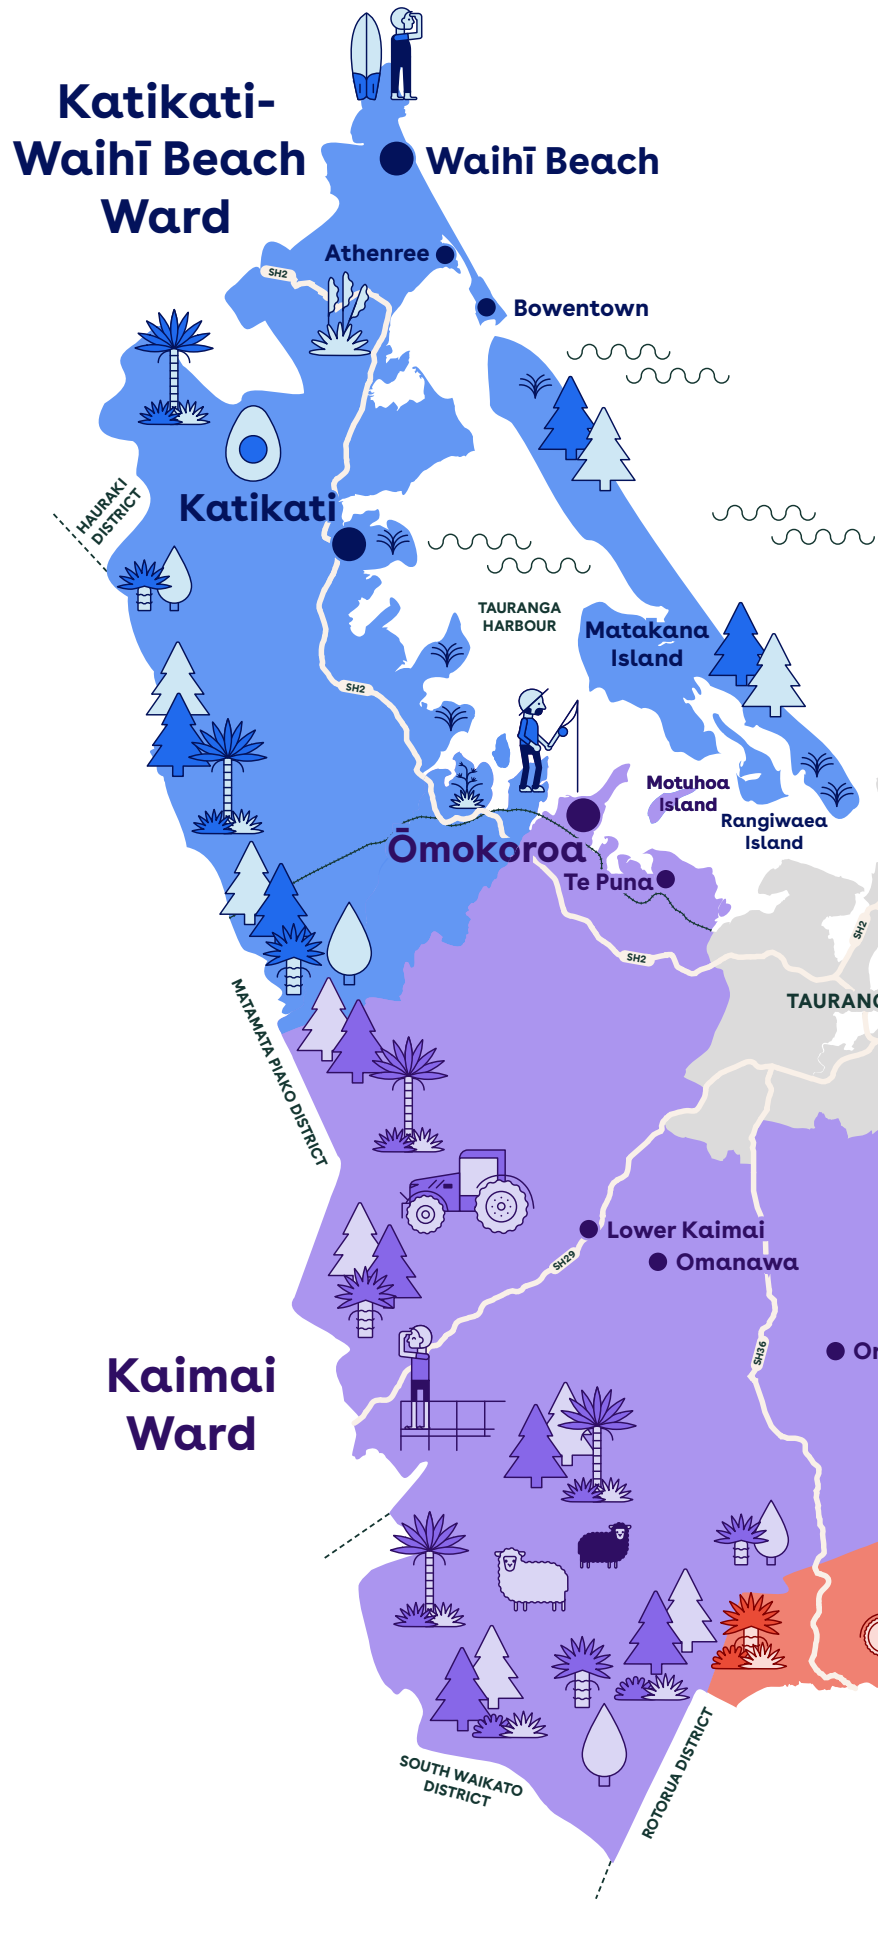 Katikati-
Waihī Beach
Ward
Waihī Beach
Athenree
SH2
Bowentown
HAURAKI
DISTRICT
Katikati
TAURANGA
HARBOUR
Matakana
Island
SH2
Motuhoa
Island
Rangiwaea
Island
Ōmokoroa
Te Puna
SH2
SH2
TAURANG
MATAMATA PIAKO DISTRICT
Lower Kaimai
Omanawa
SH29
SH36
Or
Kaimai
Ward
SOUTH WAIKATO
DISTRICT
ROTORUA DISTRICT